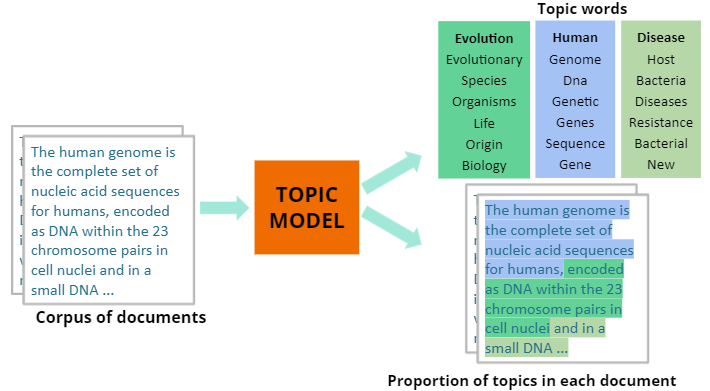 Topic words
Evolution
Evolutionary
Species
Organisms
Life
Origin
Biology
Human
Genome
Dna
Genetic
Genes
Sequence
Gene
Disease
Host
Bacteria
Diseases
Resistance
Bacterial
New
The human genome is
the complete set of
nucleic acid sequences
for humans, encoded
as DNA within the 23
chromosome pairs in
cell nuclei and in a
small DNA ...
Corpus of documents
TOPIC
MODEL
The human genome is
the complete set of
nucleic acid sequences
for humans, encoded
as DNA within the 23
chromosome pairs in
cell nuclei and in a
small DNA ...
Proportion of topics in each document